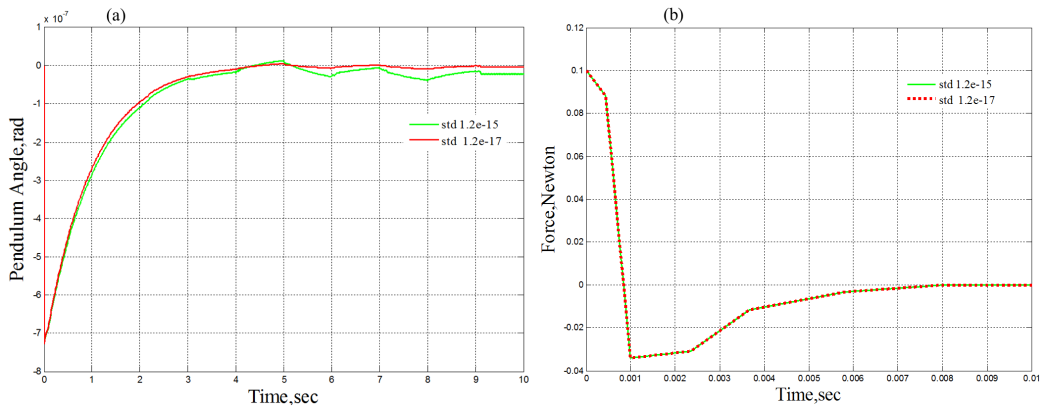 (a)
x 10⁻⁷
1
0
-1
-2
-3
-4
-5
-6
-7
-8
Pendulum Angle,rad
std 1.2e-15
std 1.2e-17
0 1 2 3 4 5 6 7 8 9 10
Time,sec
(b)
0.12
0.1
0.08
0.06
0.04
0.02
0
-0.02
-0.04
Force,Newton
std 1.2e-15
std 1.2e-17
0 0.001 0.002 0.003 0.004 0.005 0.006 0.007 0.008 0.009 0.01
Time,sec